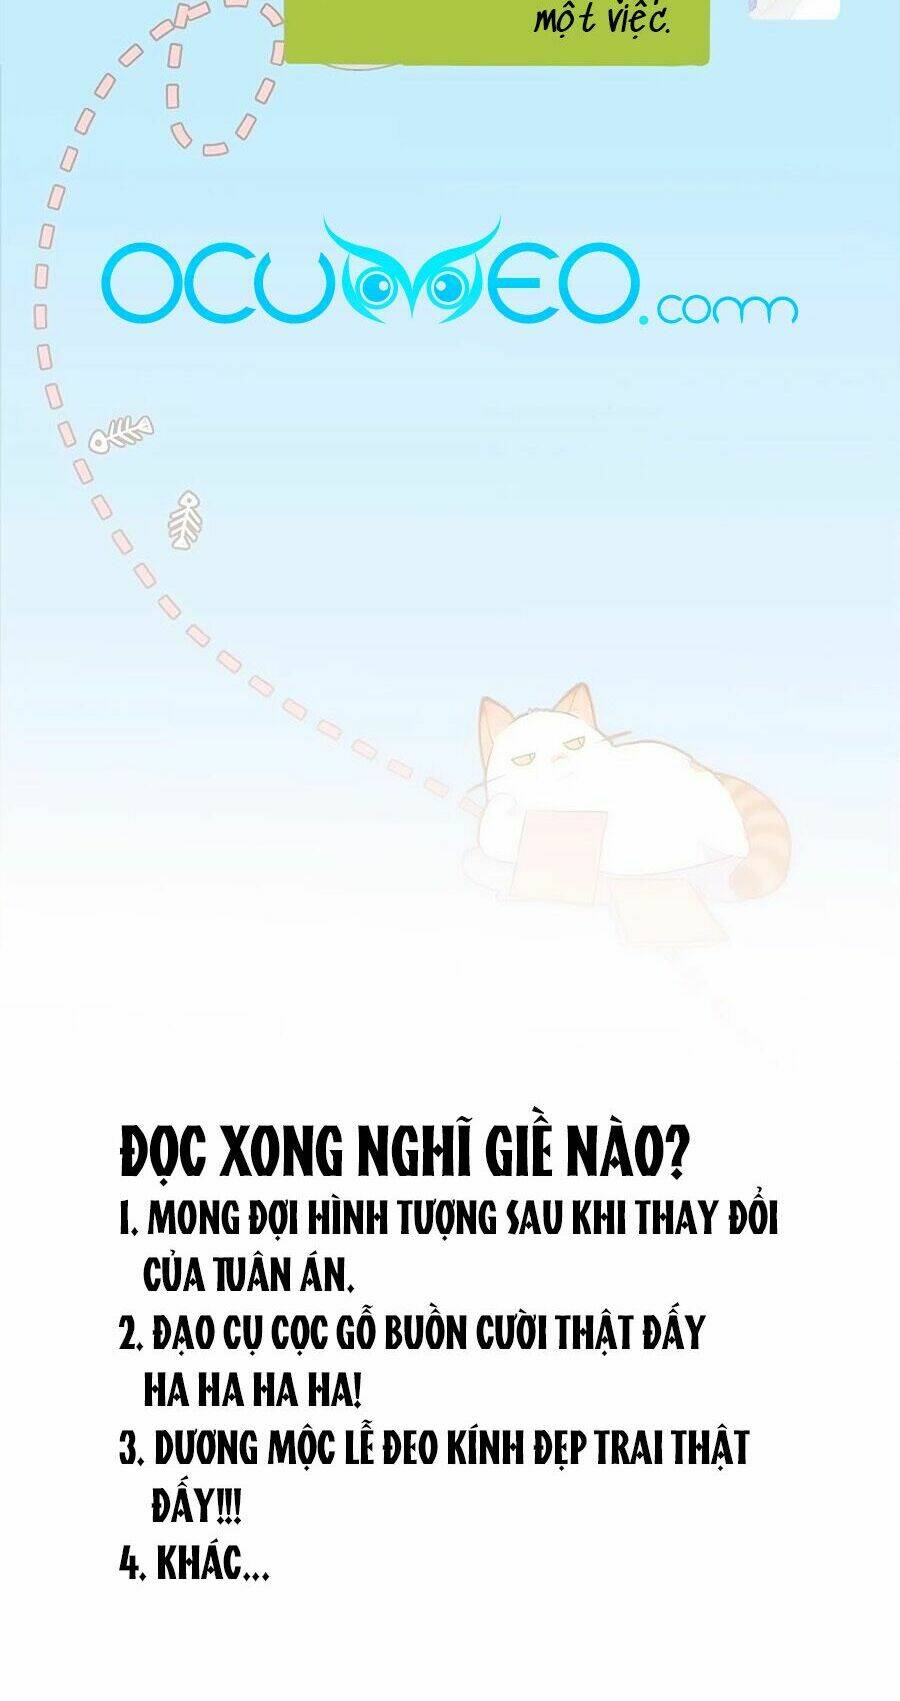 một việc.
OCUMEO.com
ĐỌC XONG NGHĨ GIỀ NÀO?
1. MONG ĐỢI HÌNH TƯỢNG SAU KHI THAY ĐỔI
CỦA TUÂN ÁN.
2. ĐẠO CỤ CỌC GỖ BUỒN CƯỜI THẬT ĐẤY
HA HA HA HA!
3. DƯƠNG MỘC LỄ ĐEO KÍNH ĐẸP TRAI THẬT
ĐẤY!!!
4. KHÁC...